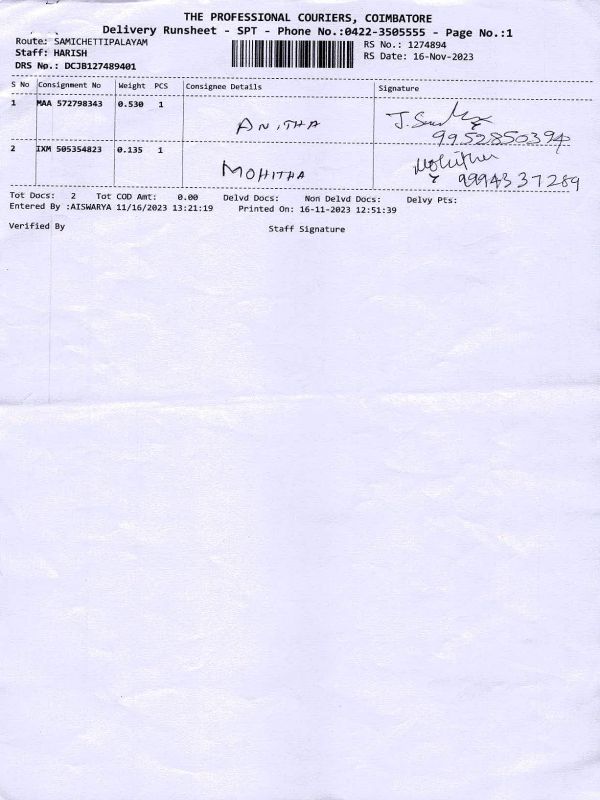 THE PROFESSIONAL COURIERS, COIMBATORE
Delivery Runsheet - SPT - Phone No.:0422-3505555 - Page No.:1
Route: SAMICHETTIPALAYAM
Staff: HARISH
DRS No.: DCJB127489401
RS No.: 1274894
RS Date: 16-Nov-2023
S No Consignment No Weight PCS Consignee Details Signature
1 MAA 572798343 0.530 1 ANITHA
9952850394
2 IXM 505354823 0.135 1 MOHITHA Mohitha
9994337289
Tot Docs: 2 Tot COD Amt: 0.00 Delvd Docs: Non Delvd Docs: Delvy Pts:
Entered By :AISWARYA 11/16/2023 13:21:19 Printed On: 16-11-2023 12:51:39
Verified By Staff Signature